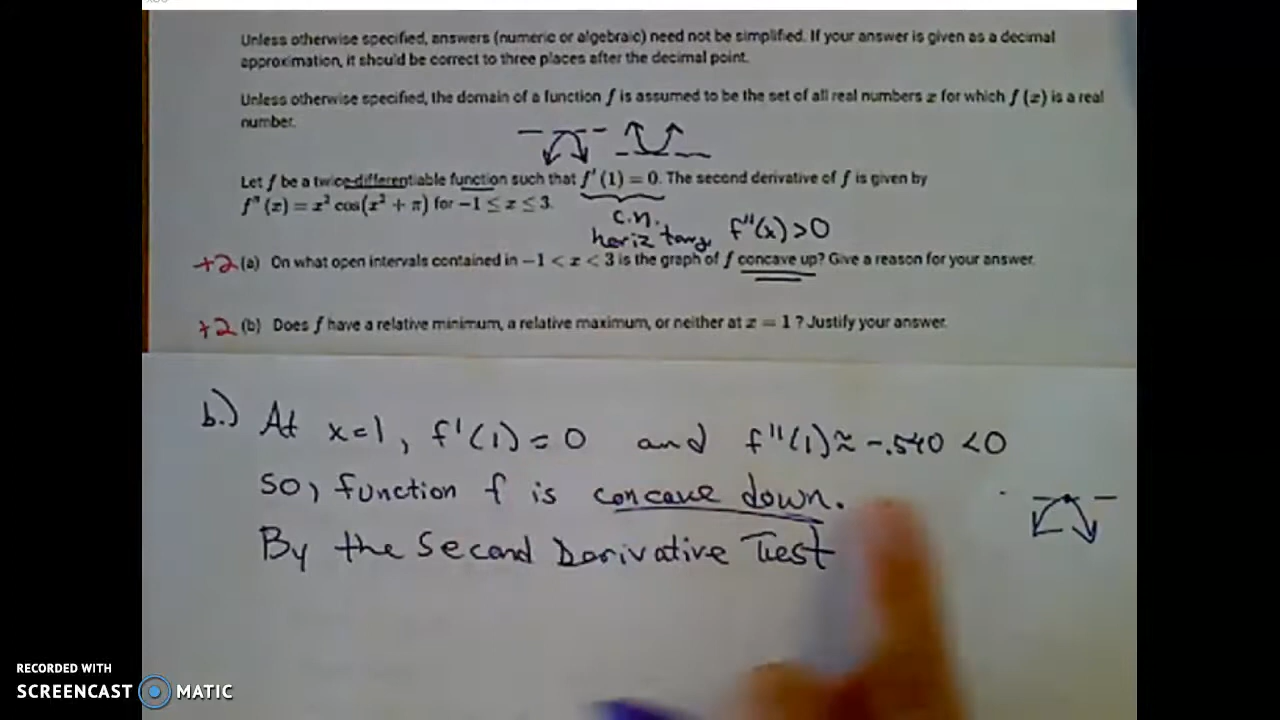 Unless otherwise specified, answers (numeric or algebraic) need not be simplified. If your answer is given as a decimal
approximation, it should be correct to three places after the decimal point.
Unless otherwise specified, the domain of a function f is assumed to be the set of all real numbers x for which f (x) is a real
number.
Let f be a twice-differentiable function such that f′ (1) = 0. The second derivative of f is given by
f″ (x) = x² cos(x² + π) for −1 ≤ x ≤ 3.
c.n.
horiz tang, f"(x) > 0
+2 (a) On what open intervals contained in −1 < x < 3 is the graph of f concave up? Give a reason for your answer.
+2 (b) Does f have a relative minimum, a relative maximum, or neither at x = 1 ? Justify your answer.
b.) At x=1, f'(1) = 0 and f"(1) ≈ -.540 < 0
so, function f is concave down.
By the Second Derivative Test
RECORDED WITH
SCREENCAST MATIC